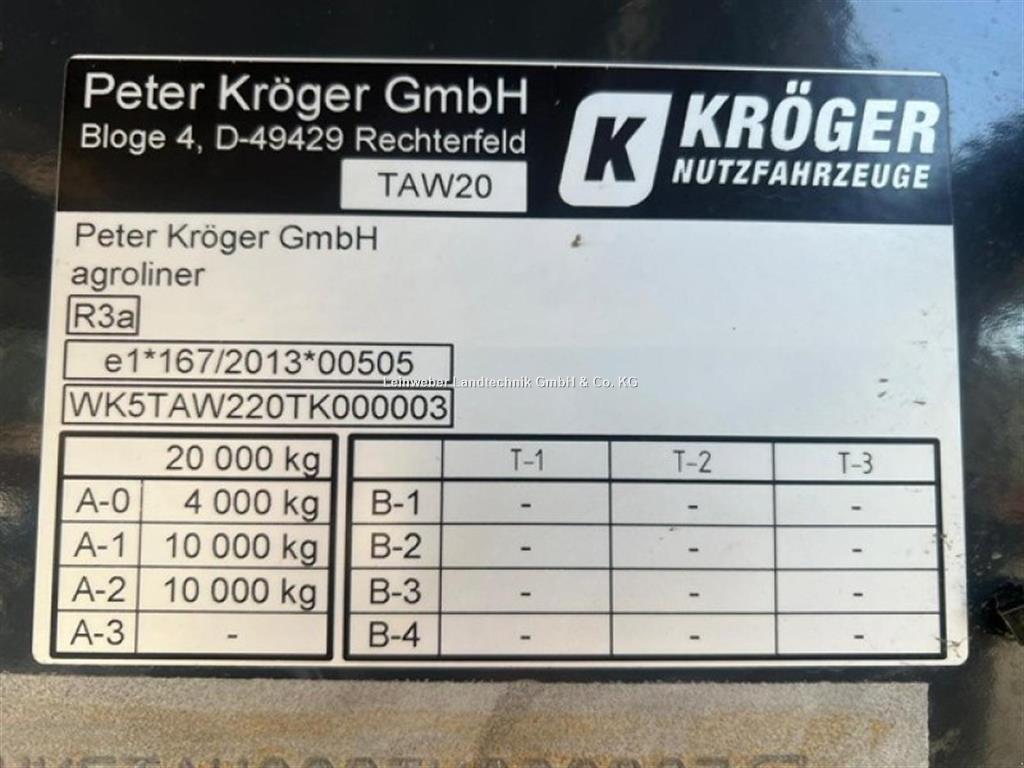 Peter Kröger GmbH
Bloge 4, D-49429 Rechterfeld
TAW20
K KRÖGER
NUTZFAHRZEUGE
Peter Kröger GmbH
agroliner
R3a
e1*167/2013*00505
Leinweber Landtechnik GmbH & Co. KG
WK5TAW220TK000003
20 000 kg T-1 T-2 T-3
A-0 4 000 kg B-1 - - -
A-1 10 000 kg B-2 - - -
A-2 10 000 kg B-3 - - -
A-3 - B-4 - - -